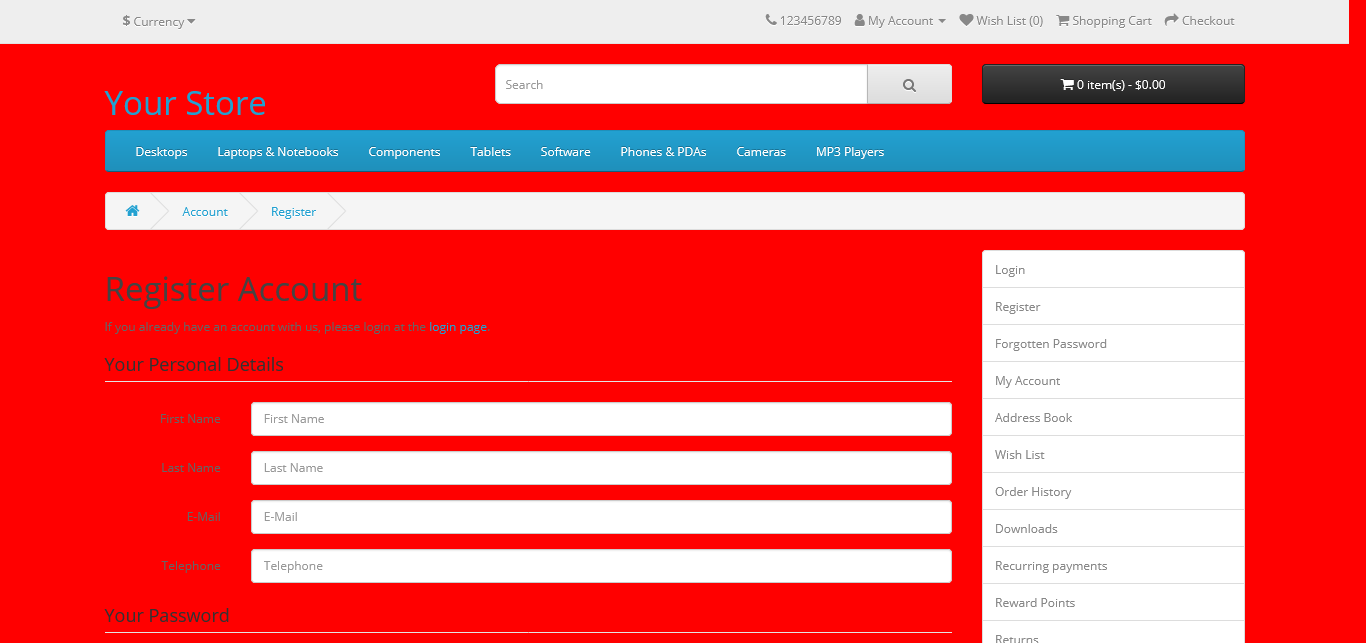 $ Currency
123456789 My Account Wish List (0) Shopping Cart Checkout
Your Store
Search
0 item(s) - $0.00
Desktops Laptops & Notebooks Components Tablets Software Phones & PDAs Cameras MP3 Players
Account Register
Register Account
If you already have an account with us, please login at the login page.
Your Personal Details
First Name First Name
Last Name Last Name
E-Mail E-Mail
Telephone Telephone
Your Password
Login
Register
Forgotten Password
My Account
Address Book
Wish List
Order History
Downloads
Recurring payments
Reward Points
Returns